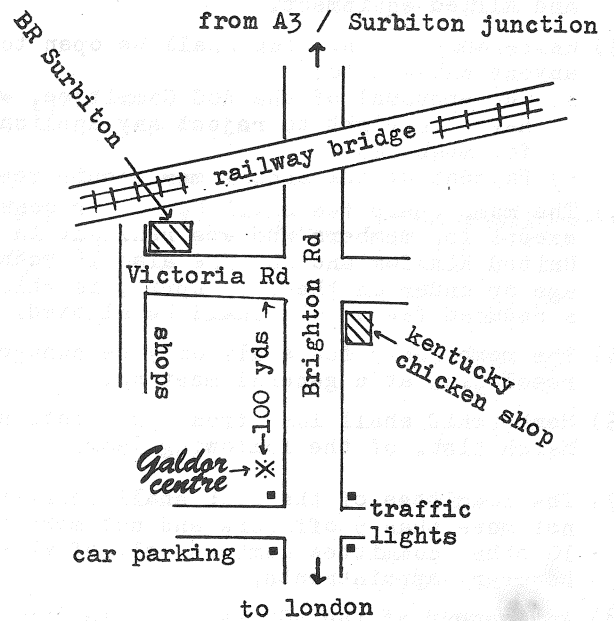 from A3 / Surbiton junction
BR Surbiton
railway bridge
Victoria Rd
Brighton Rd
shops
100 yds
kentucky
chicken shop
Galdor
centre
traffic
lights
car parking
to london